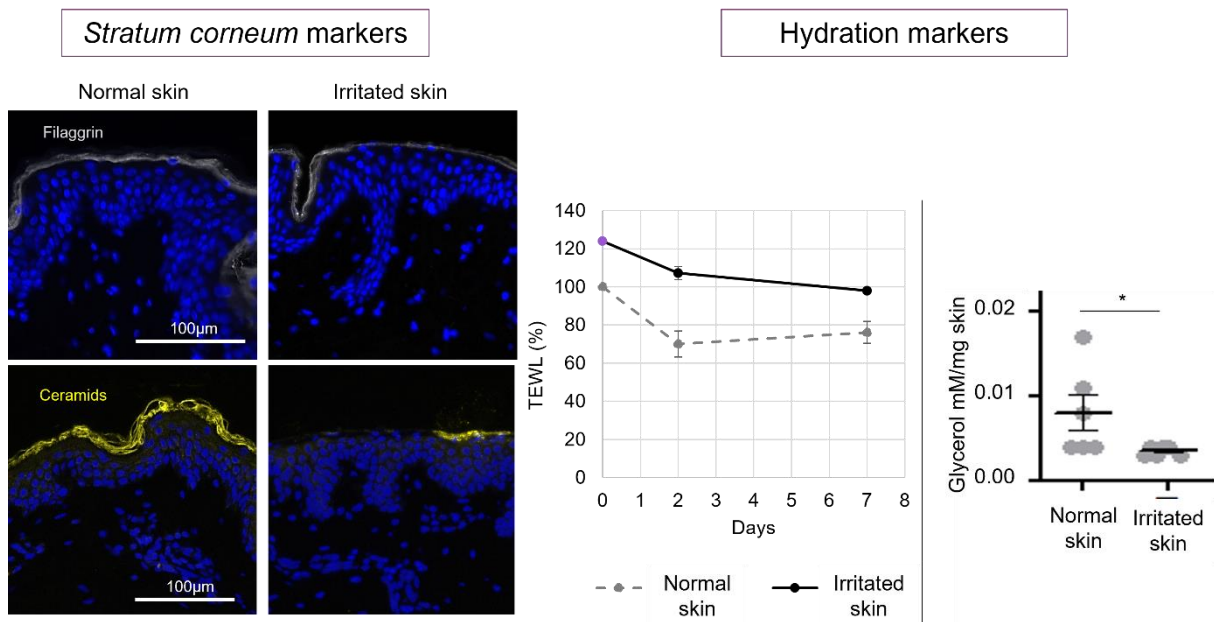 Stratum corneum markers
Hydration markers
Normal skin
Irritated skin
Filaggrin
100µm
Ceramids
100µm
TEWL (%)
140
120
100
80
60
40
20
0
0 1 2 3 4 5 6 7 8
Days
Normal
skin
Irritated
skin
Glycerol mM/mg skin
0.02
0.01
0.00
*
Normal
skin
Irritated
skin